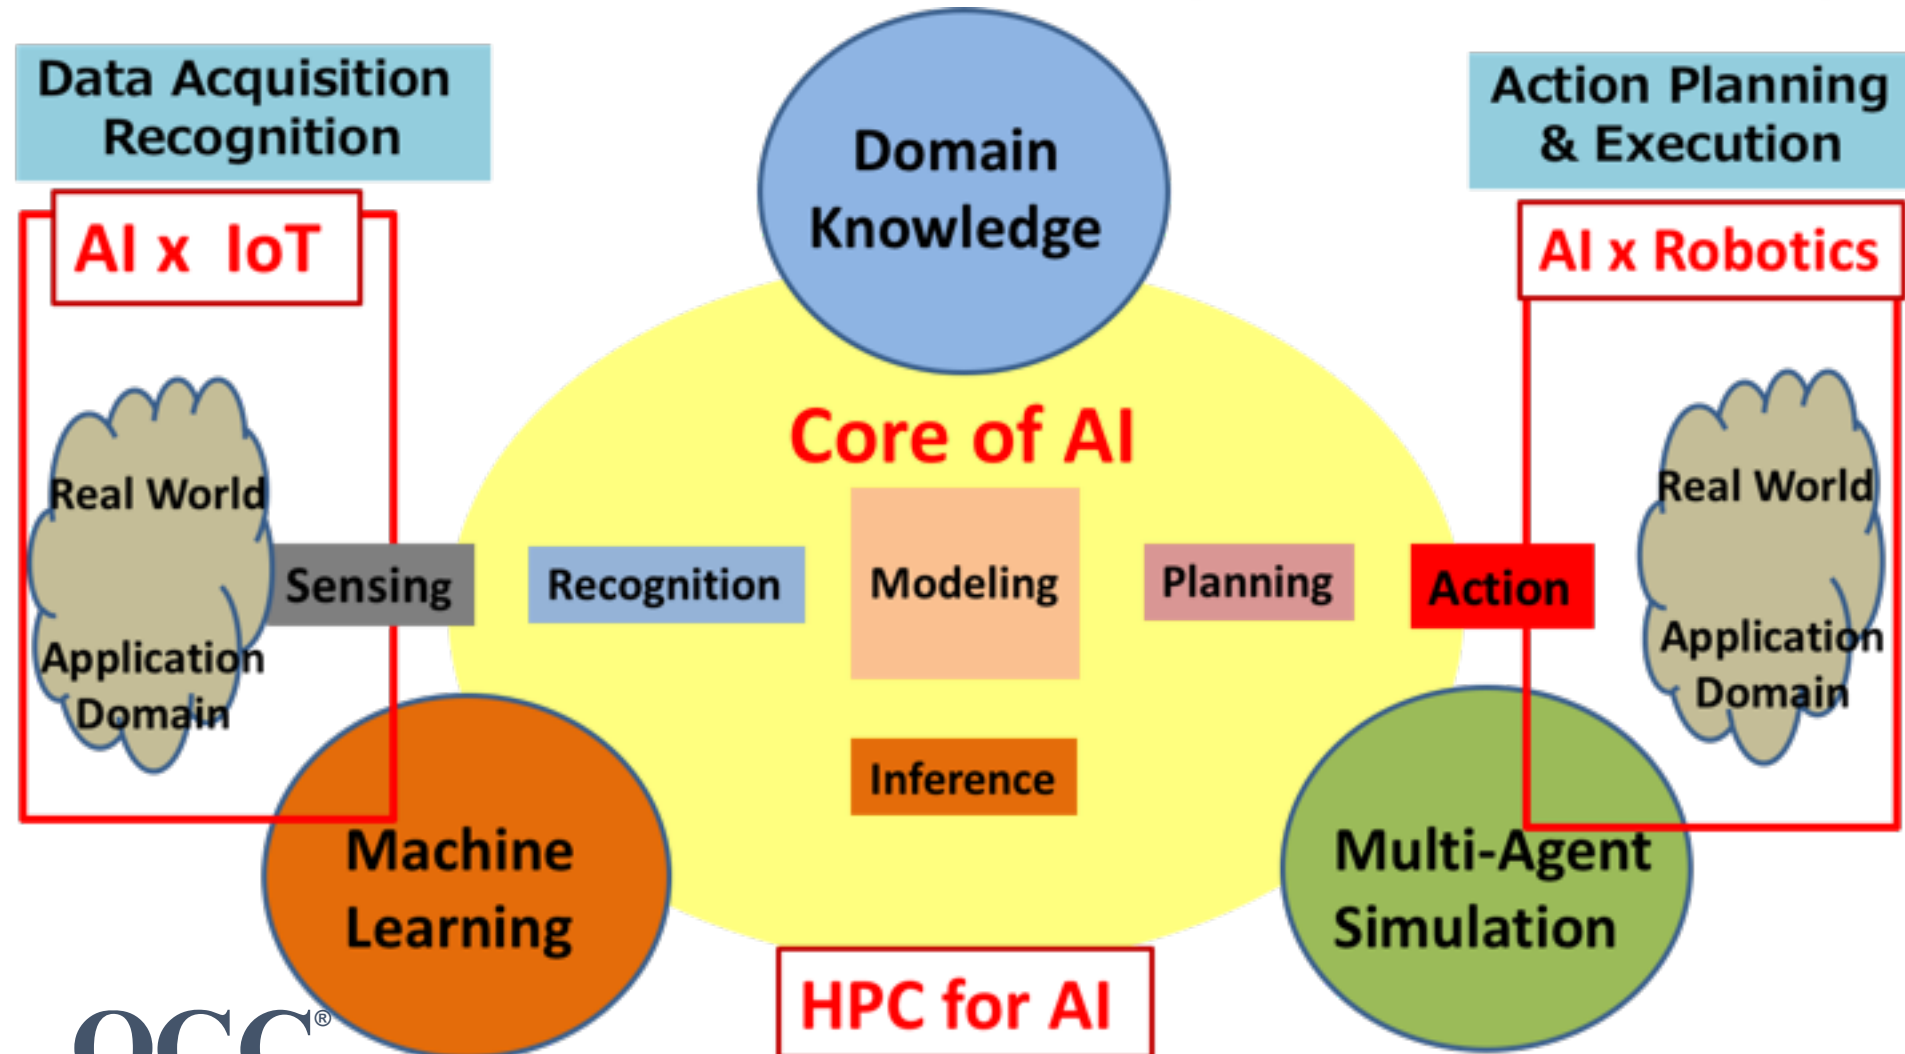 Data Acquisition
Recognition
Action Planning
& Execution
Domain
Knowledge
AI x IoT
AI x Robotics
Core of AI
Real World
Application
Domain
Sensing
Recognition
Modeling
Planning
Action
Real World
Application
Domain
Inference
Machine
Learning
Multi-Agent
Simulation
HPC for AI
OCC®